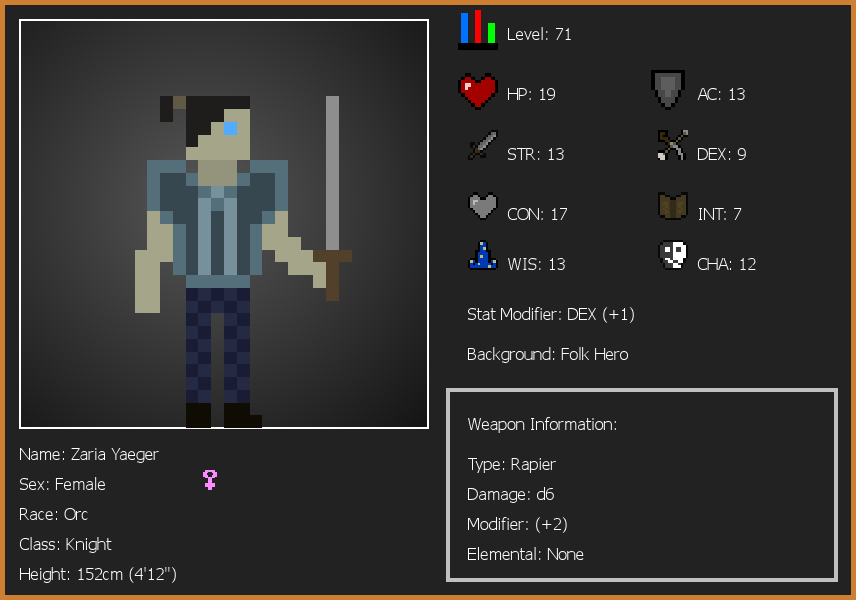 Level: 71
HP: 19
AC: 13
STR: 13
DEX: 9
CON: 17
INT: 7
WIS: 13
CHA: 12
Stat Modifier: DEX (+1)
Background: Folk Hero
Weapon Information:
Type: Rapier
Damage: d6
Modifier: (+2)
Elemental: None
Name: Zaria Yaeger
Sex: Female
Race: Orc
Class: Knight
Height: 152cm (4'12")